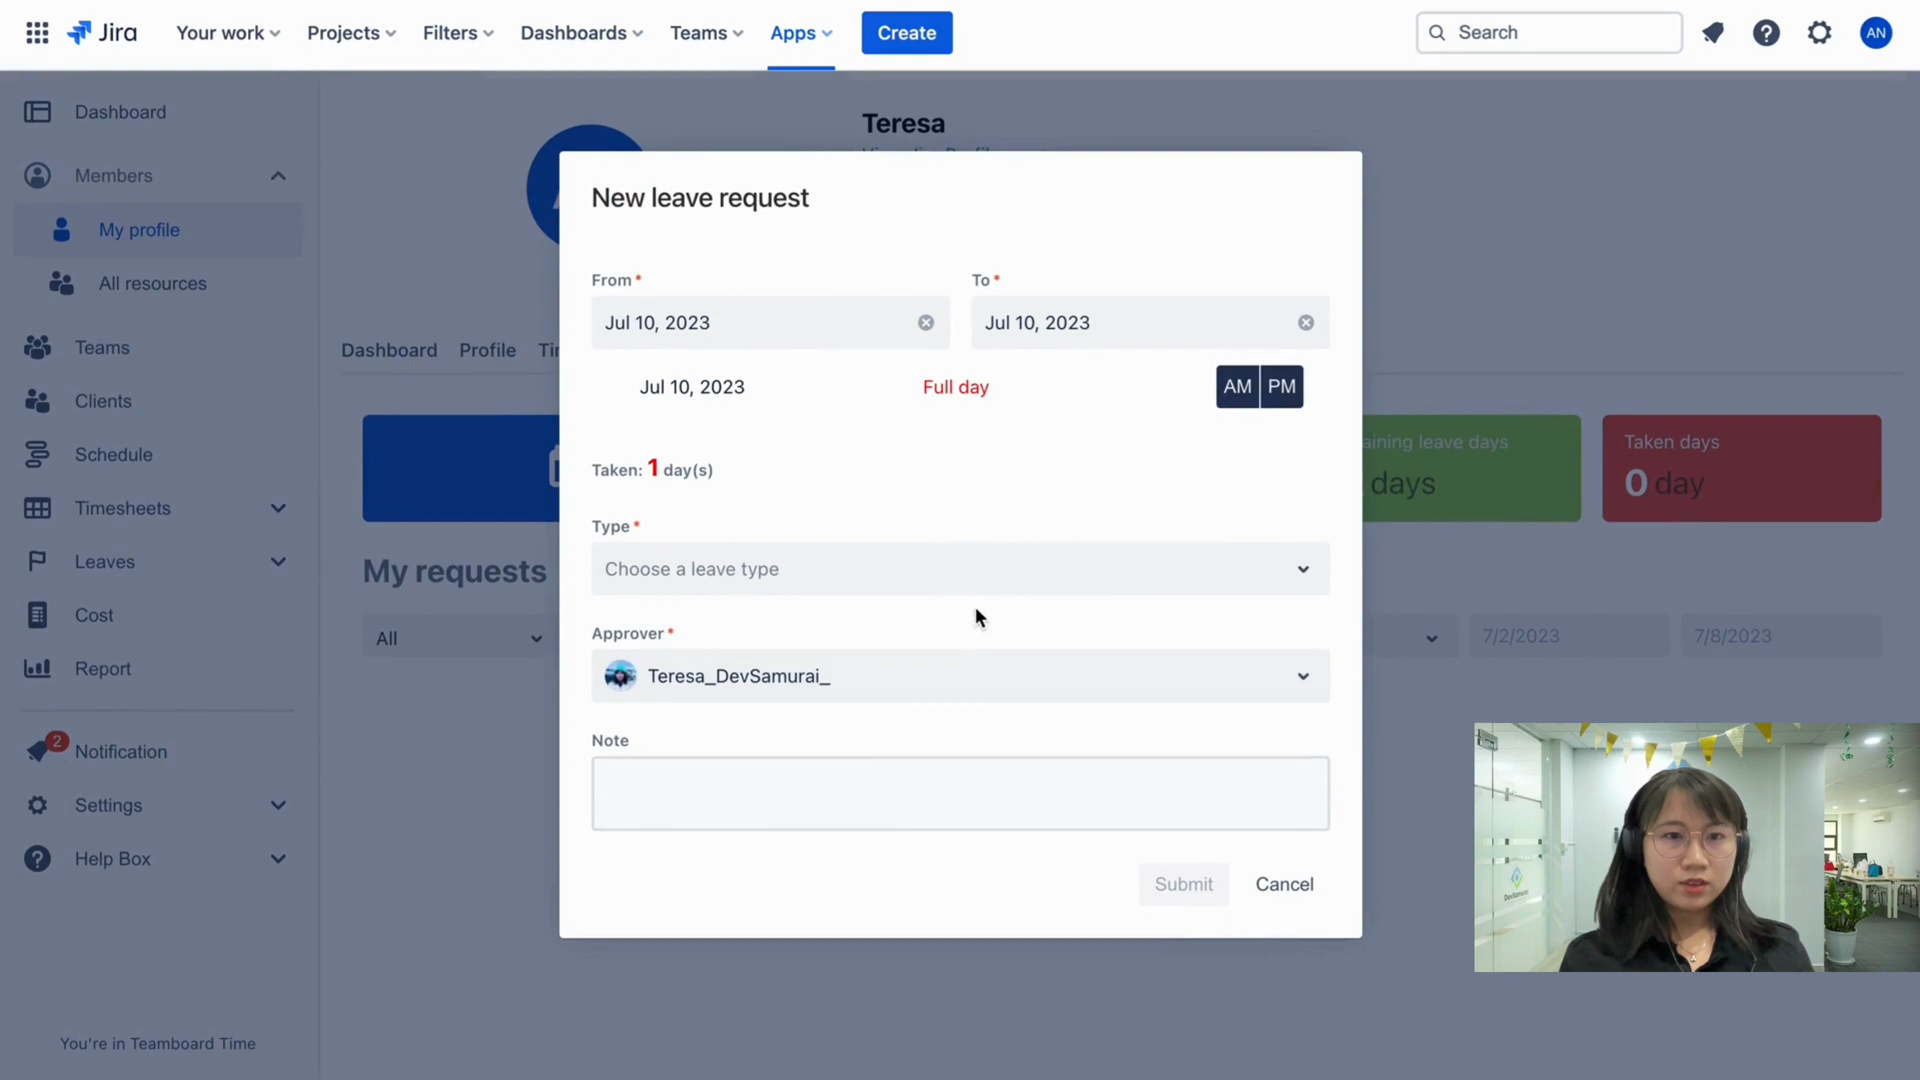 Jira
Your work
Projects
Filters
Dashboards
Teams
Apps
Create
Search
AN
Dashboard
Members
My profile
All resources
Teams
Clients
Schedule
Timesheets
Leaves
Cost
Report
2
Notification
Settings
Help Box
You're in Teamboard Time
Teresa
Dashboard Profile
My requests
All
New leave request
From *
To *
Jul 10, 2023
Jul 10, 2023
Jul 10, 2023
Full day
AM PM
Taken: 1 day(s)
Type *
Choose a leave type
Approver *
Teresa_DevSamurai_
Note
Submit
Cancel
aining leave days
days
Taken days
0 day
7/2/2023
7/8/2023
DevSamurai